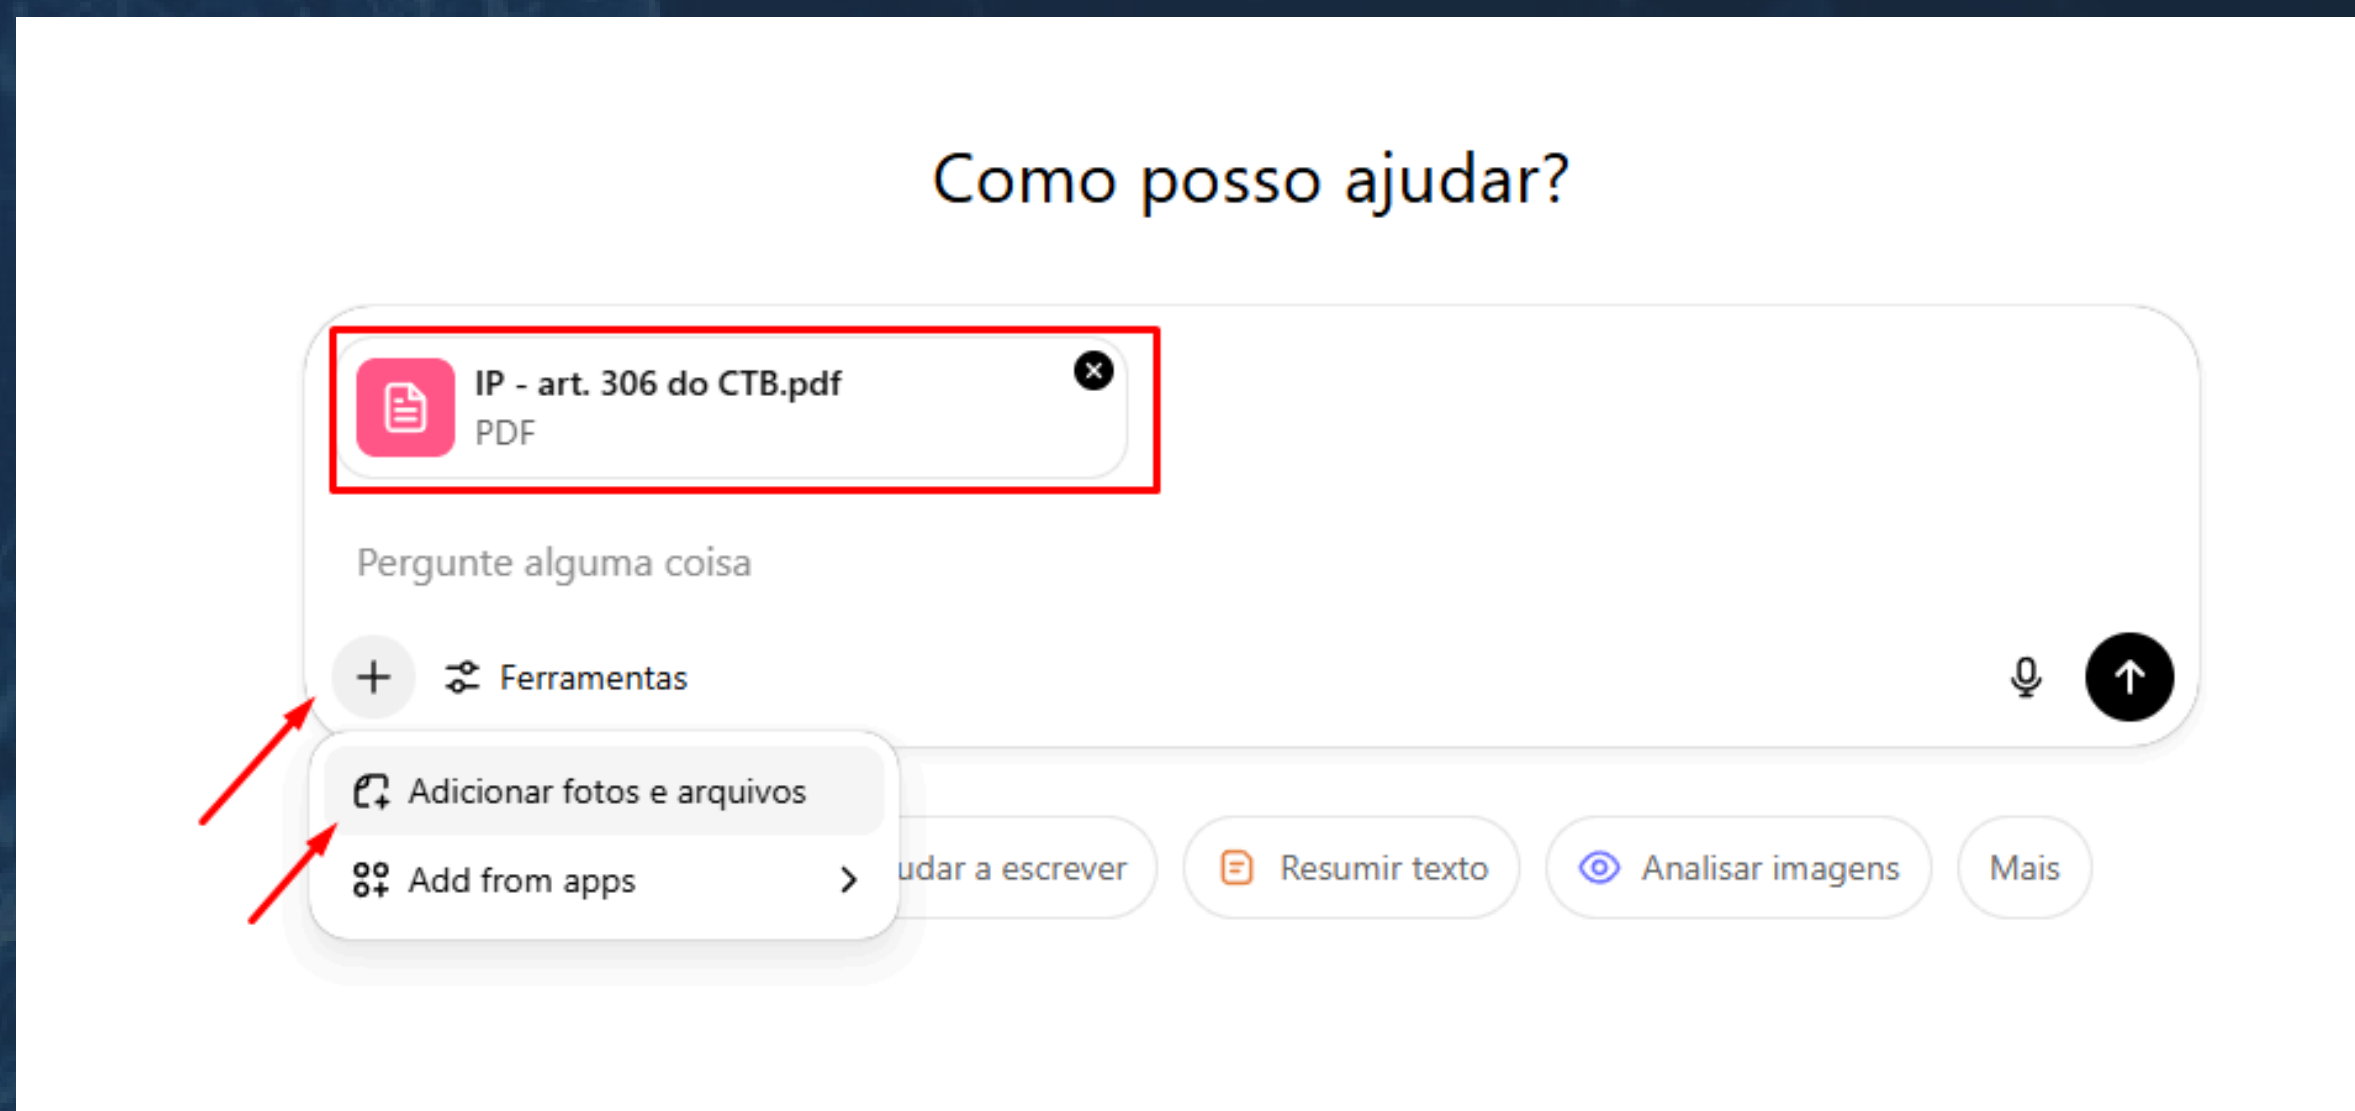 Como posso ajudar?
IP - art. 306 do CTB.pdf
PDF
Pergunte alguma coisa
Ferramentas
Adicionar fotos e arquivos
Add from apps
udar a escrever
Resumir texto
Analisar imagens
Mais